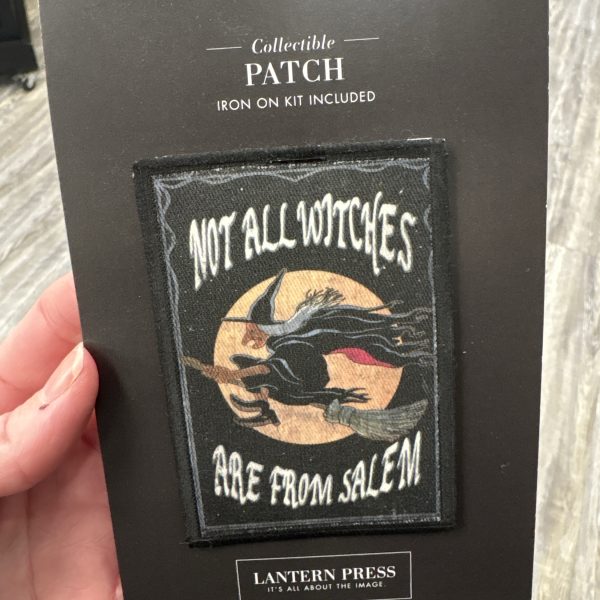 Collectible
PATCH
IRON ON KIT INCLUDED
NOT ALL WITCHES
ARE FROM SALEM
LANTERN PRESS
IT'S ALL ABOUT THE IMAGE.